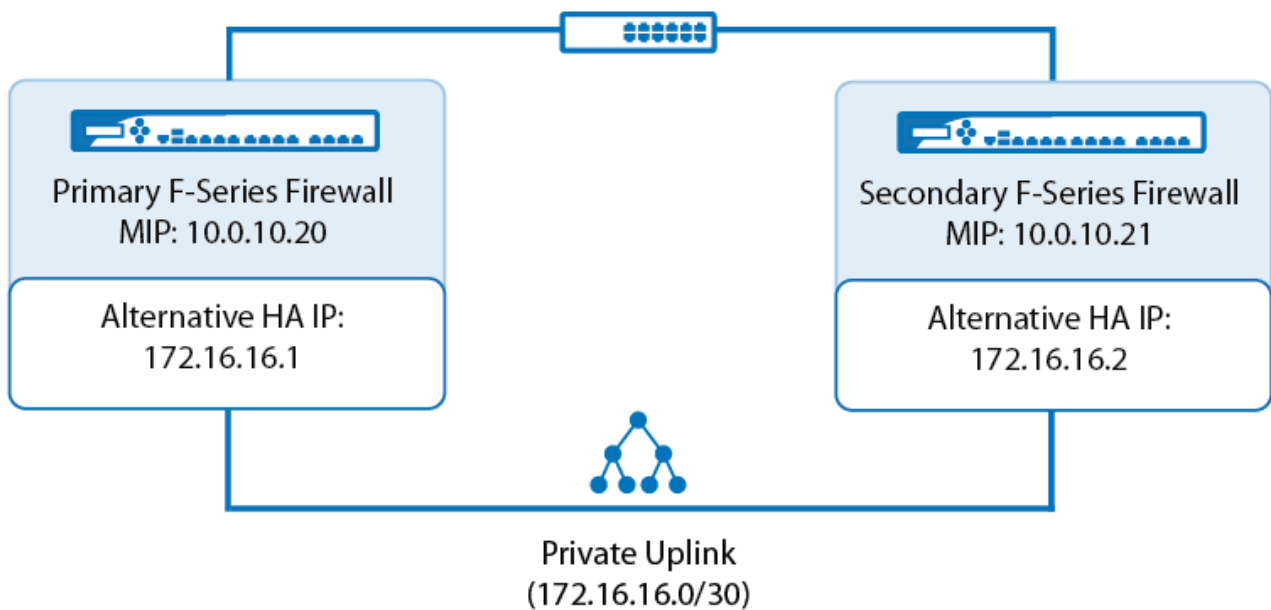 Primary F-Series Firewall
MIP: 10.0.10.20
Alternative HA IP:
172.16.16.1
Secondary F-Series Firewall
MIP: 10.0.10.21
Alternative HA IP:
172.16.16.2
Private Uplink
(172.16.16.0/30)